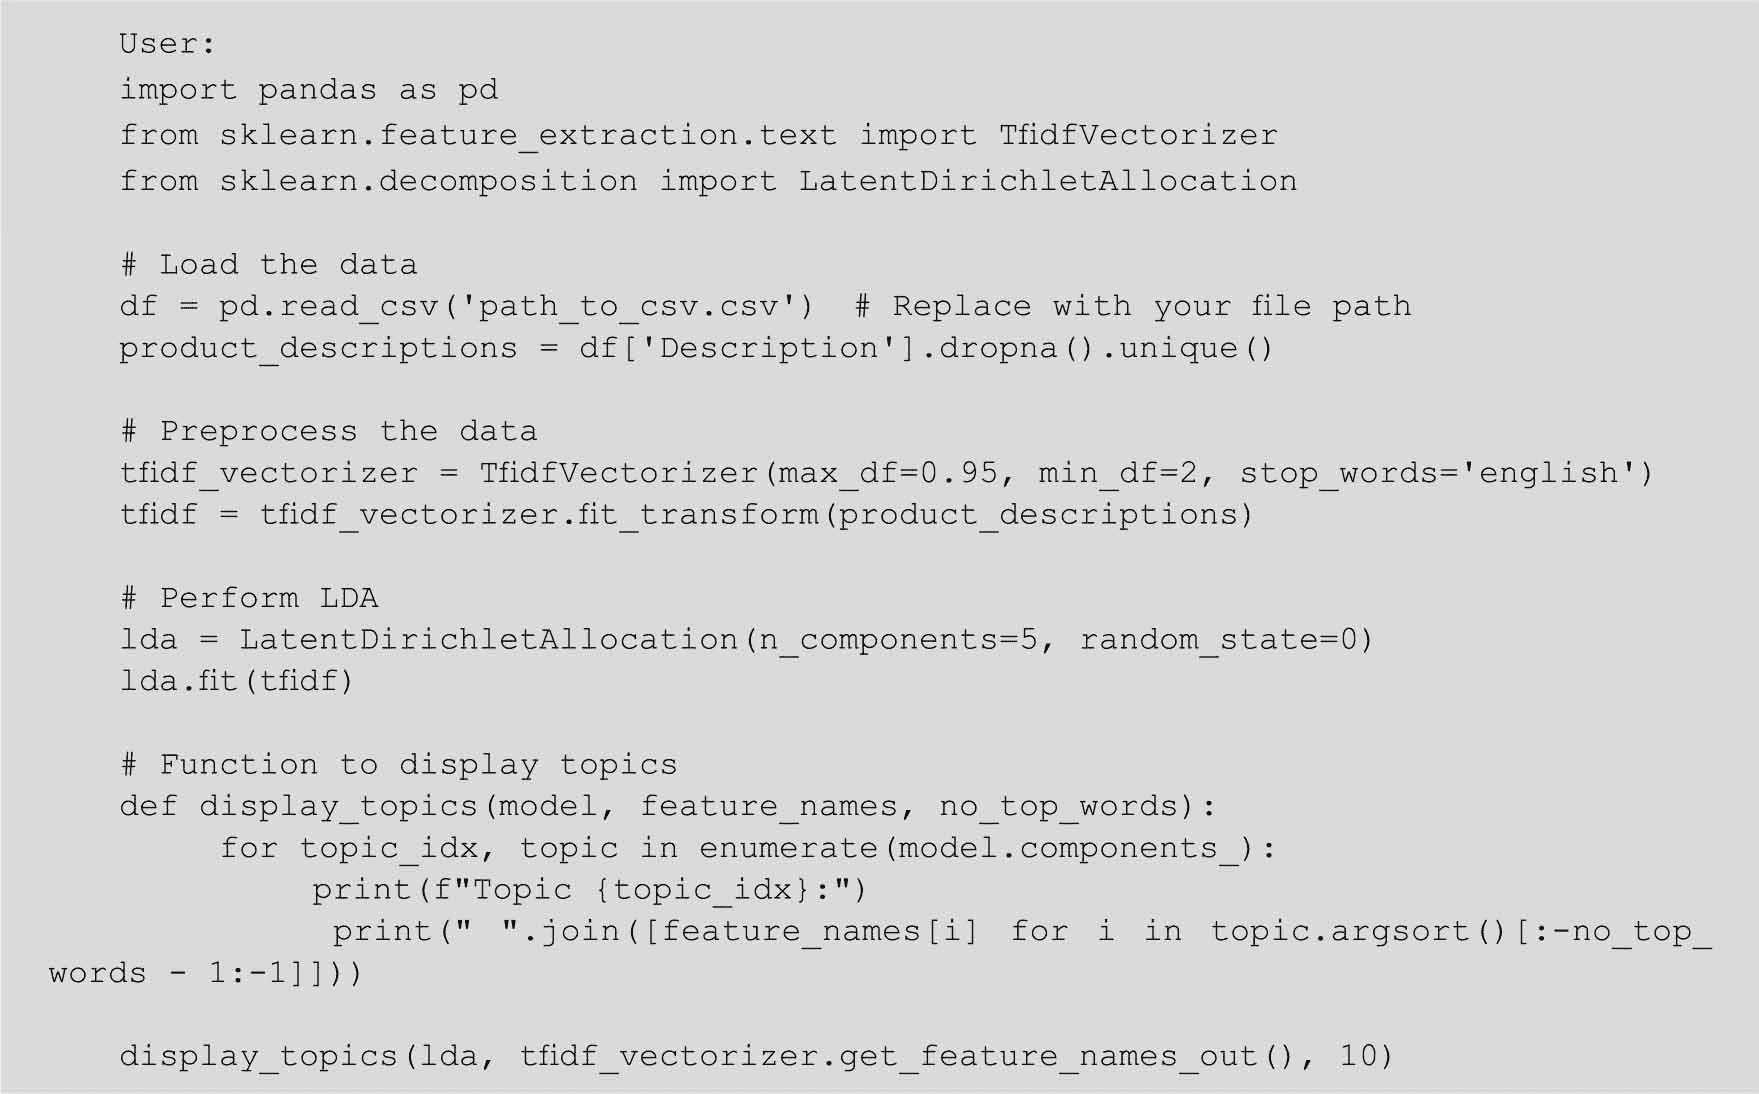 User:
import pandas as pd
from sklearn.feature_extraction.text import TfidfVectorizer
from sklearn.decomposition import LatentDirichletAllocation
# Load the data
df = pd.read_csv('path_to_csv.csv')  # Replace with your file path
product_descriptions = df['Description'].dropna().unique()
# Preprocess the data
tfidf_vectorizer = TfidfVectorizer(max_df=0.95, min_df=2, stop_words='english')
tfidf = tfidf_vectorizer.fit_transform(product_descriptions)
# Perform LDA
lda = LatentDirichletAllocation(n_components=5, random_state=0)
lda.fit(tfidf)
# Function to display topics
def display_topics(model, feature_names, no_top_words):
     for topic_idx, topic in enumerate(model.components_):
          print(f"Topic {topic_idx}:")
          print(" ".join([feature_names[i] for i in topic.argsort()[:-no_top_
words - 1:-1]]))
display_topics(lda, tfidf_vectorizer.get_feature_names_out(), 10)